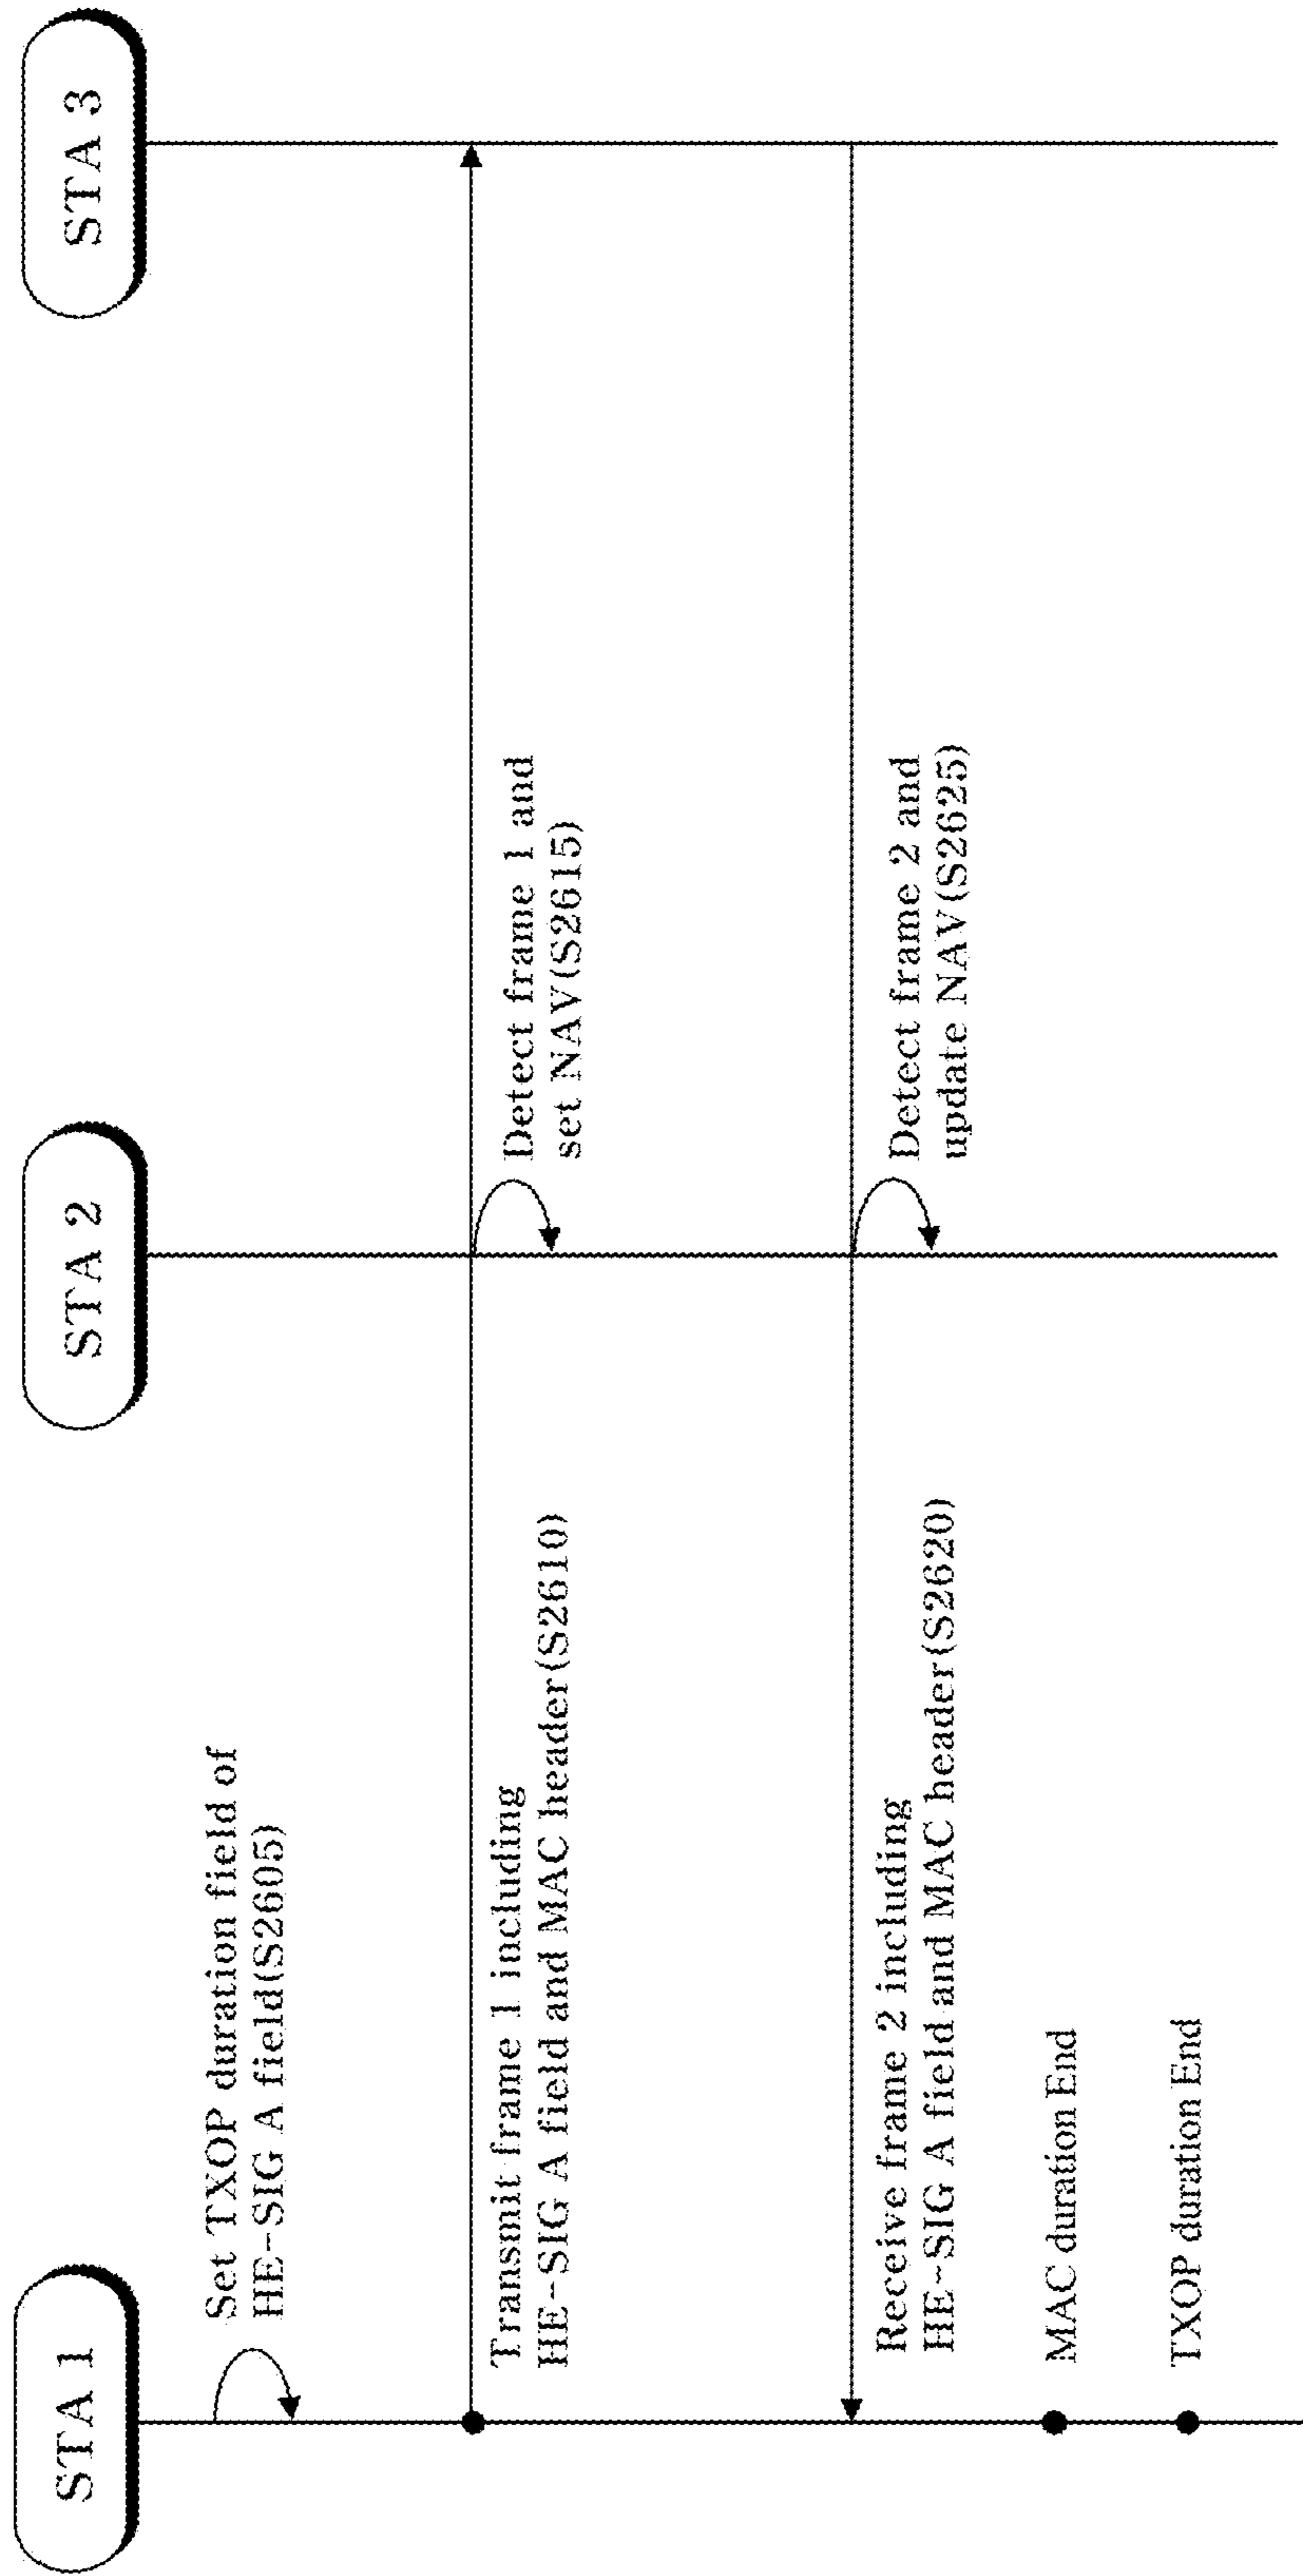 STA 1
STA 2
STA 3
Set TXOP duration field of
HE-SIG A field(S2605)
Transmit frame 1 including
HE-SIG A field and MAC header(S2610)
Detect frame 1 and
set NAV(S2615)
Receive frame 2 including
HE-SIG A field and MAC header(S2620)
Detect frame 2 and
update NAV(S2625)
MAC duration End
TXOP duration End